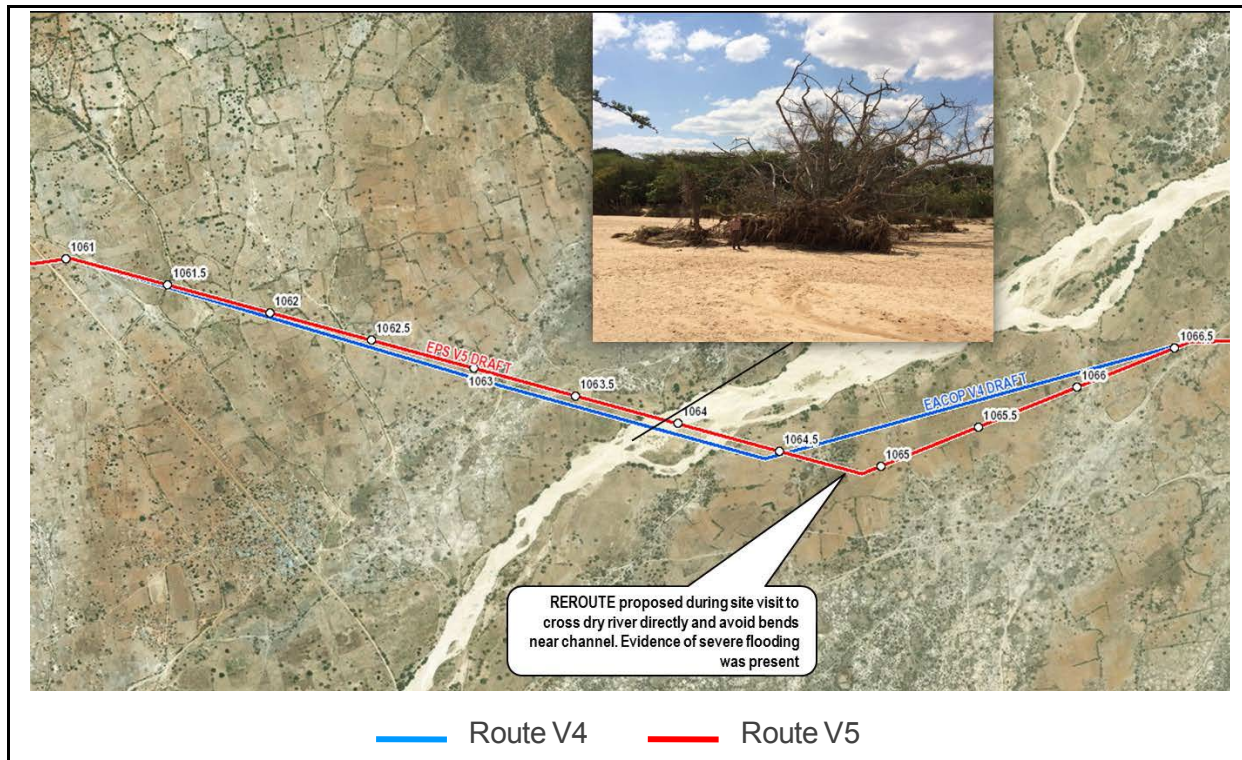 1061
1061.5
1062
1062.5
EPS V5 DRAFT
1063
1063.5
1064
1064.5
1065
1065.5
1066
1066.5
EACOP V4 DRAFT
REROUTE proposed during site visit to
cross dry river directly and avoid bends
near channel. Evidence of severe flooding
was present
Route V4
Route V5